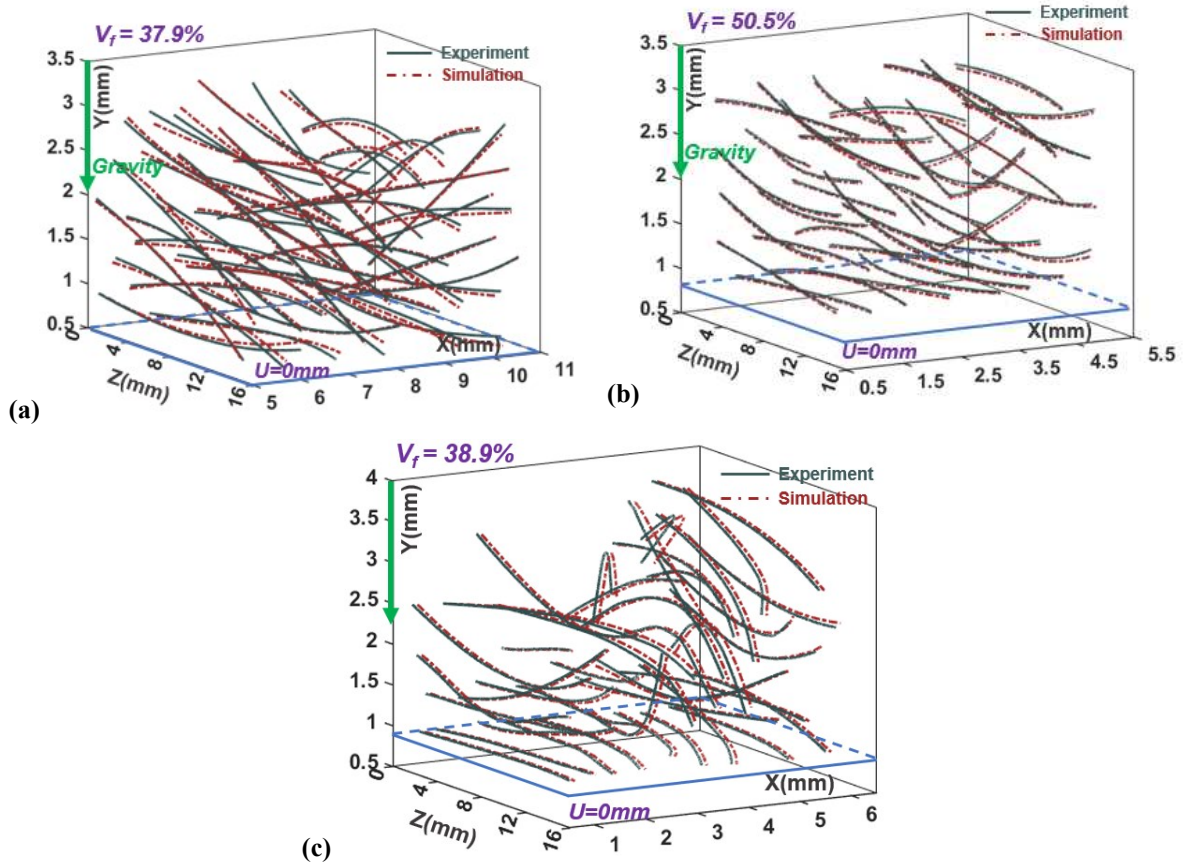 V_f = 37.9%
Experiment
Simulation
Y(mm)
Gravity
3.5
3
2.5
2
1.5
1
0.5
0
4
8
12
16
Z(mm)
U=0mm
X(mm)
5
6
7
8
9
10
11
(a)
V_f = 50.5%
Experiment
Simulation
Y(mm)
Gravity
3.5
3
2.5
2
1.5
1
0.5
0
4
8
12
16
Z(mm)
U=0mm
X(mm)
0.5
1.5
2.5
3.5
4.5
5.5
(b)
V_f = 38.9%
Experiment
Simulation
Y(mm)
4
3.5
3
2.5
2
1.5
1
0.5
0
4
8
12
16
Z(mm)
U=0mm
X(mm)
1
2
3
4
5
6
(c)